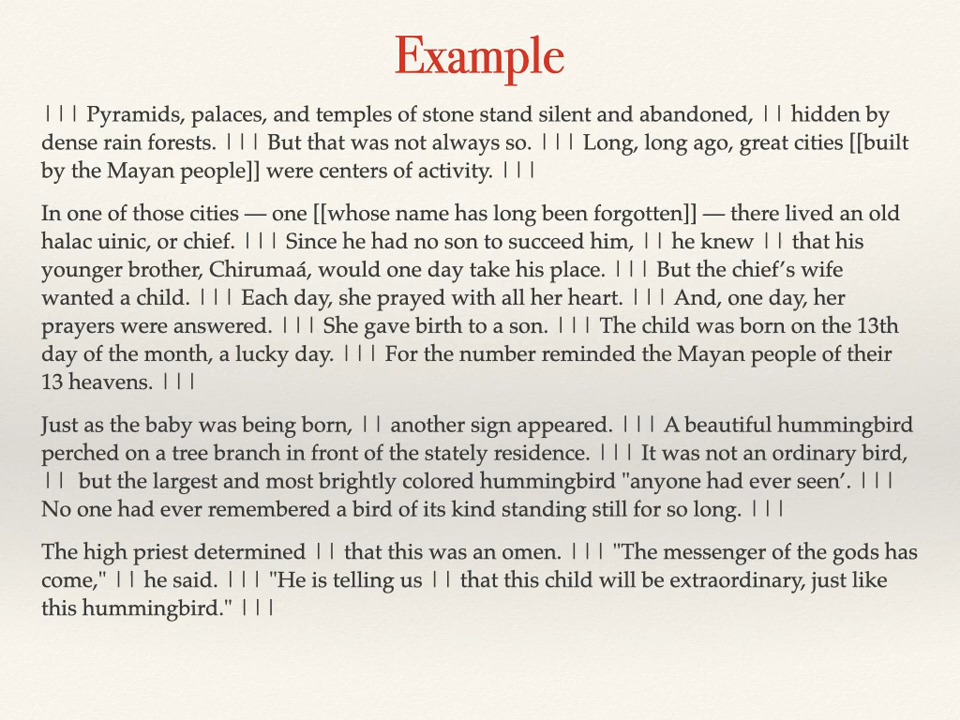 Example
| | | Pyramids, palaces, and temples of stone stand silent and abandoned, | | hidden by
dense rain forests. | | | But that was not always so. | | | Long, long ago, great cities [[built
by the Mayan people]] were centers of activity. | | |
In one of those cities — one [[whose name has long been forgotten]] — there lived an old
halac uinic, or chief. | | | Since he had no son to succeed him, | | he knew | | that his
younger brother, Chirumaá, would one day take his place. | | | But the chief’s wife
wanted a child. | | | Each day, she prayed with all her heart. | | | And, one day, her
prayers were answered. | | | She gave birth to a son. | | | The child was born on the 13th
day of the month, a lucky day. | | | For the number reminded the Mayan people of their
13 heavens. | | |
Just as the baby was being born, | | another sign appeared. | | | A beautiful hummingbird
perched on a tree branch in front of the stately residence. | | | It was not an ordinary bird,
| | but the largest and most brightly colored hummingbird "anyone had ever seen’. | | |
No one had ever remembered a bird of its kind standing still for so long. | | |
The high priest determined | | that this was an omen. | | | "The messenger of the gods has
come," | | he said. | | | "He is telling us | | that this child will be extraordinary, just like
this hummingbird." | | |